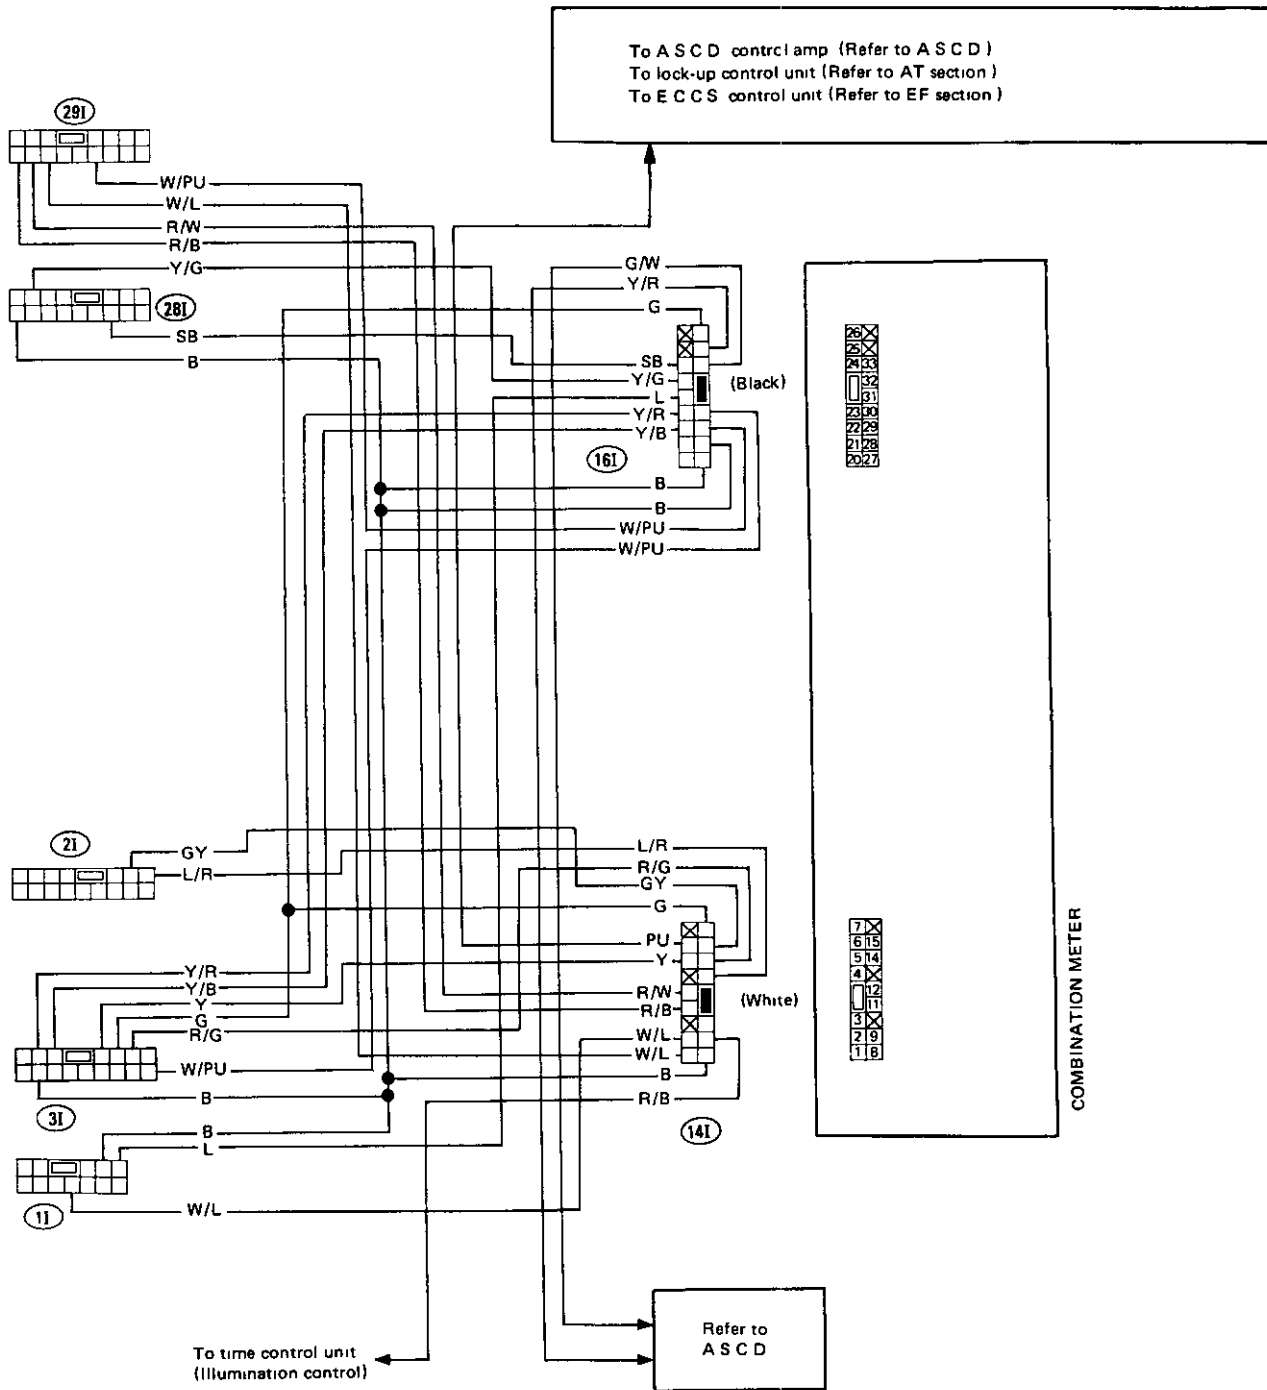 To A S C D control amp (Refer to A S C D)
To lock-up control unit (Refer to AT section)
To E C C S control unit (Refer to EF section)
29I
W/PU
W/L
R/W
R/B
Y/G
28I
SB
B
G/W
Y/R
G
SB
Y/G
(Black)
L
Y/R
Y/B
16I
B
B
W/PU
W/PU
26
25
24 33
32
31
23 30
22 29
21 28
20 27
2I
GY
L/R
L/R
R/G
GY
G
PU
Y
R/W
(White)
R/B
W/L
W/L
B
R/B
14I
Y/R
Y/B
Y
G
R/G
W/PU
B
3I
B
L
1I
W/L
7
6 15
5 14
4
12
11
3
2 9
1 8
COMBINATION METER
To time control unit
(Illumination control)
Refer to
A S C D